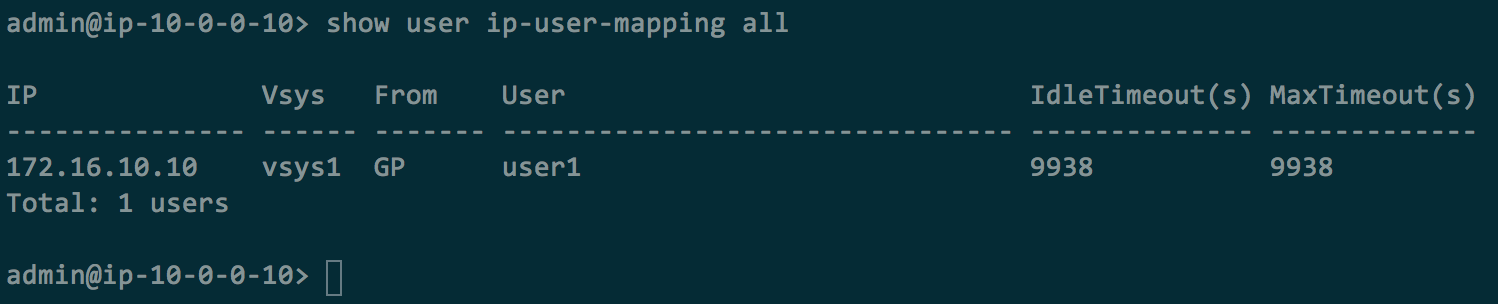 admin@ip-10-0-0-10> show user ip-user-mapping all
IP Vsys From User IdleTimeout(s) MaxTimeout(s)
--------------- ------ ------- -------------------------------- -------------- -------------
172.16.10.10 vsys1 GP user1 9938 9938
Total: 1 users
admin@ip-10-0-0-10>